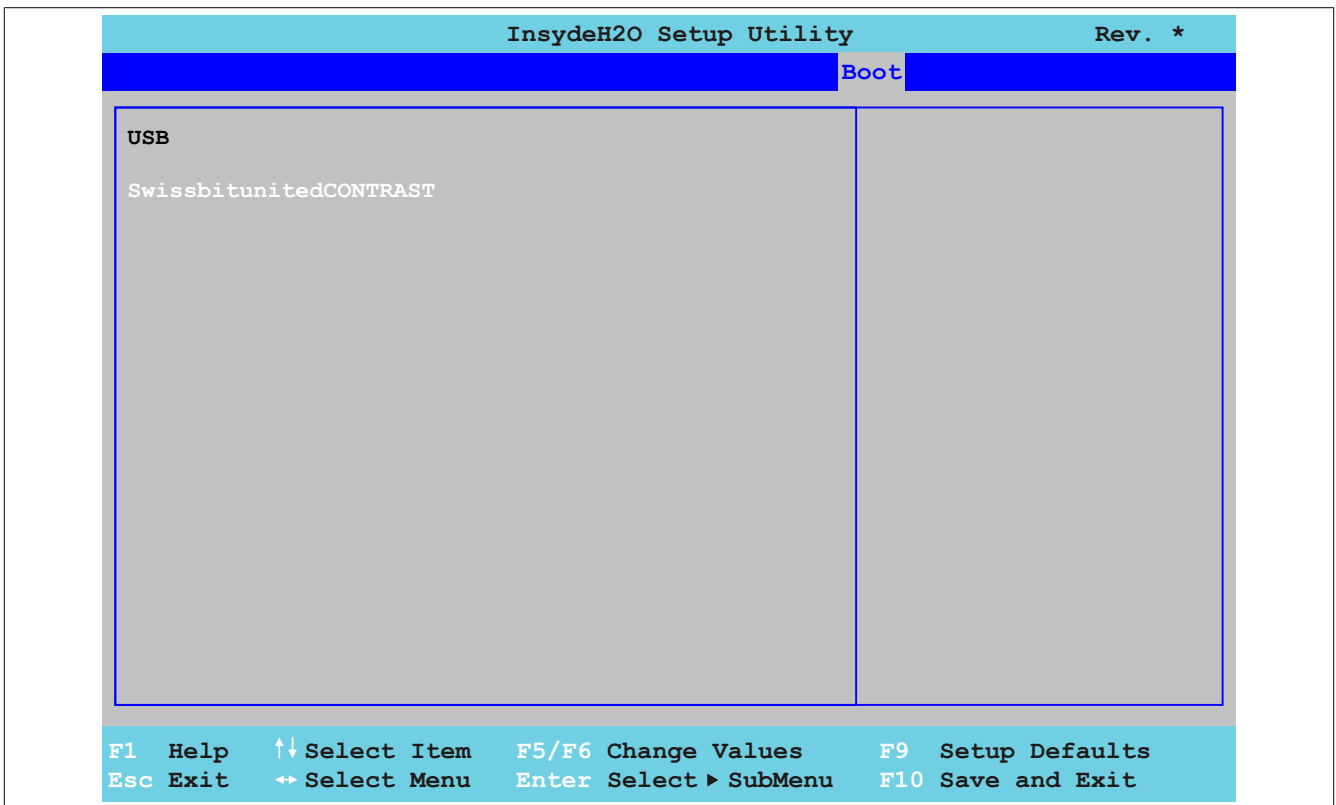 InsydeH2O Setup Utility Rev. *
Boot
USB
SwissbitunitedCONTRAST
F1 Help ↑↓ Select Item F5/F6 Change Values F9 Setup Defaults
Esc Exit ↔ Select Menu Enter Select ▶ SubMenu F10 Save and Exit